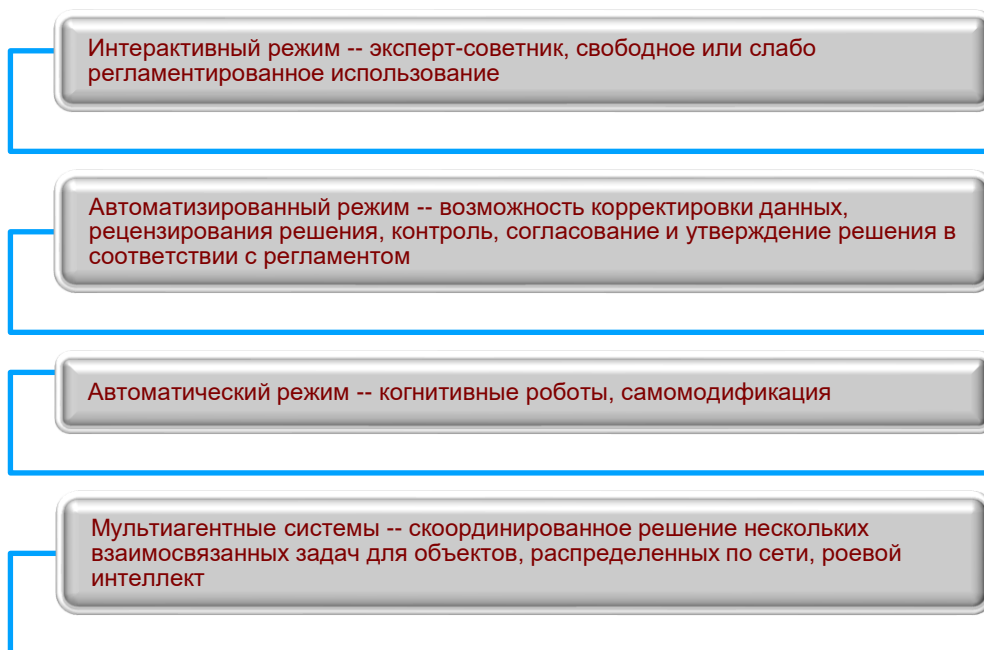 Интерактивный режим -- эксперт-советник, свободное или слабо
регламентированное использование
Автоматизированный режим -- возможность корректировки данных,
рецензирования решения, контроль, согласование и утверждение решения в
соответствии с регламентом
Автоматический режим -- когнитивные роботы, самомодификация
Мультиагентные системы -- скоординированное решение нескольких
взаимосвязанных задач для объектов, распределенных по сети, роевой
интеллект